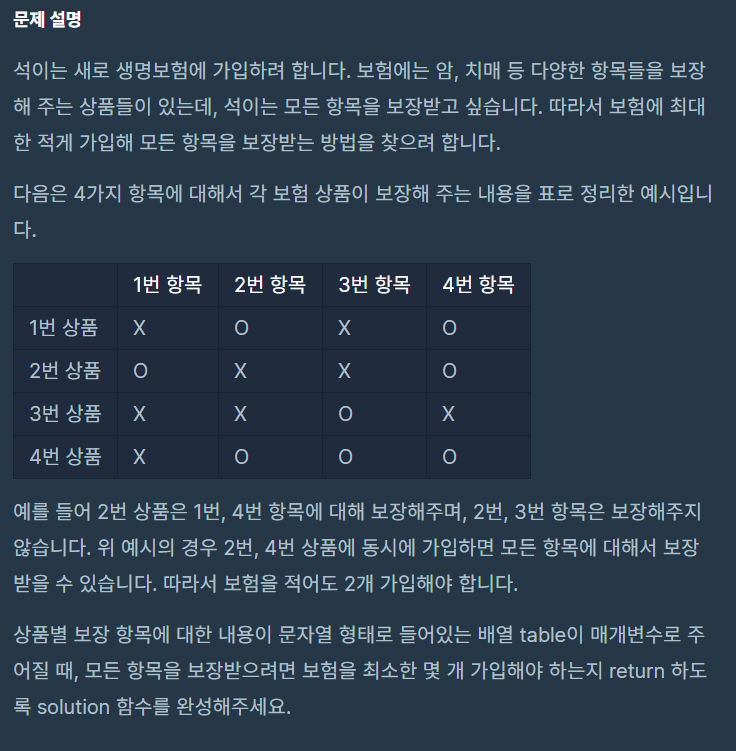 문제 설명
석이는 새로 생명보험에 가입하려 합니다. 보험에는 암, 치매 등 다양한 항목들을 보장
해 주는 상품들이 있는데, 석이는 모든 항목을 보장받고 싶습니다. 따라서 보험에 최대
한 적게 가입해 모든 항목을 보장받는 방법을 찾으려 합니다.
다음은 4가지 항목에 대해서 각 보험 상품이 보장해 주는 내용을 표로 정리한 예시입니
다.
1번 항목 2번 항목 3번 항목 4번 항목
1번 상품 X O X O
2번 상품 O X X O
3번 상품 X X O X
4번 상품 X O O O
예를 들어 2번 상품은 1번, 4번 항목에 대해 보장해주며, 2번, 3번 항목은 보장해주지
않습니다. 위 예시의 경우 2번, 4번 상품에 동시에 가입하면 모든 항목에 대해서 보장
받을 수 있습니다. 따라서 보험을 적어도 2개 가입해야 합니다.
상품별 보장 항목에 대한 내용이 문자열 형태로 들어있는 배열 table이 매개변수로 주
어질 때, 모든 항목을 보장받으려면 보험을 최소한 몇 개 가입해야 하는지 return 하도
록 solution 함수를 완성해주세요.